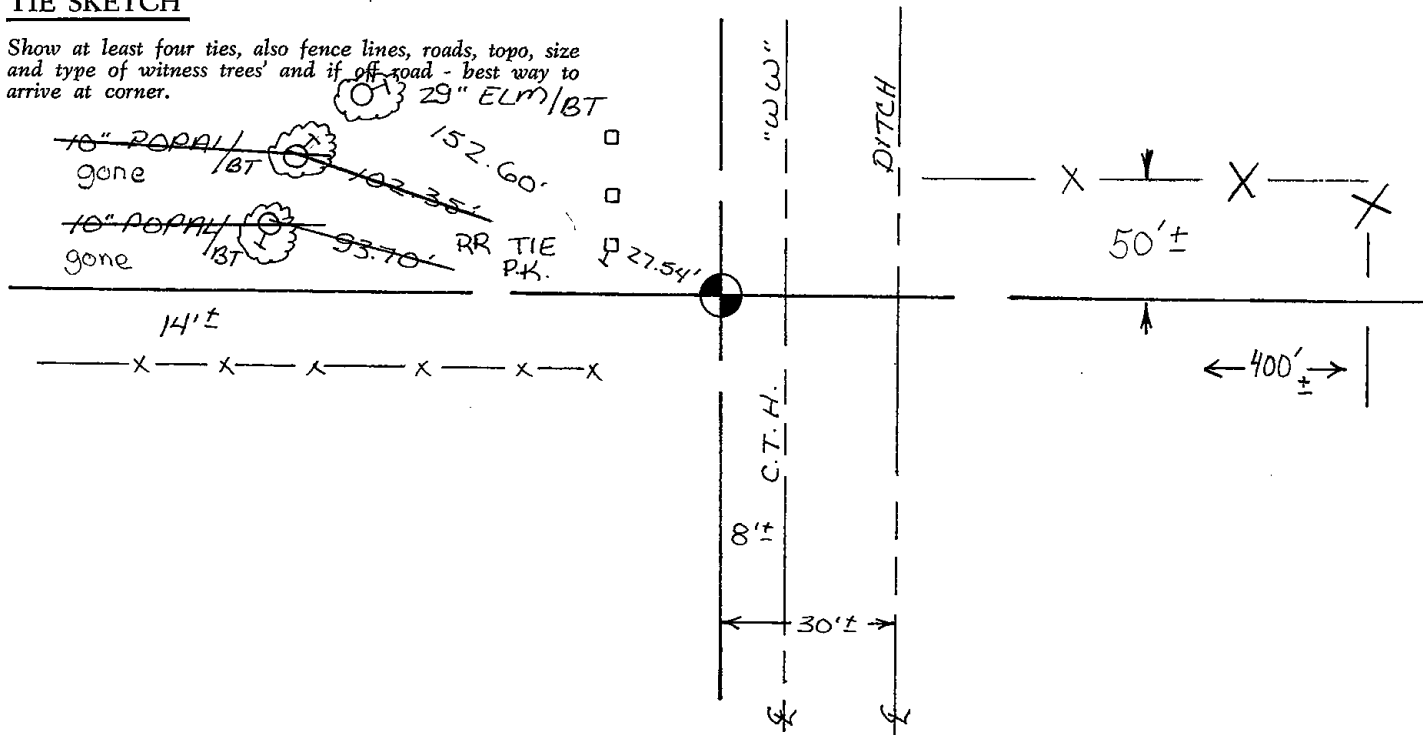 TIE SKETCH
Show at least four ties, also fence lines, roads, topo, size
and type of witness trees' and if off road - best way to
arrive at corner.
29" ELM/BT
152.60'
10" POPAL/BT
gone
102.35'
10" POPAL/BT
gone
93.70'
RR TIE
P.K.
27.54'
"WW"
DITCH
50'±
14'±
400'±
C.T.H.
8'±
30'±
℄
℄